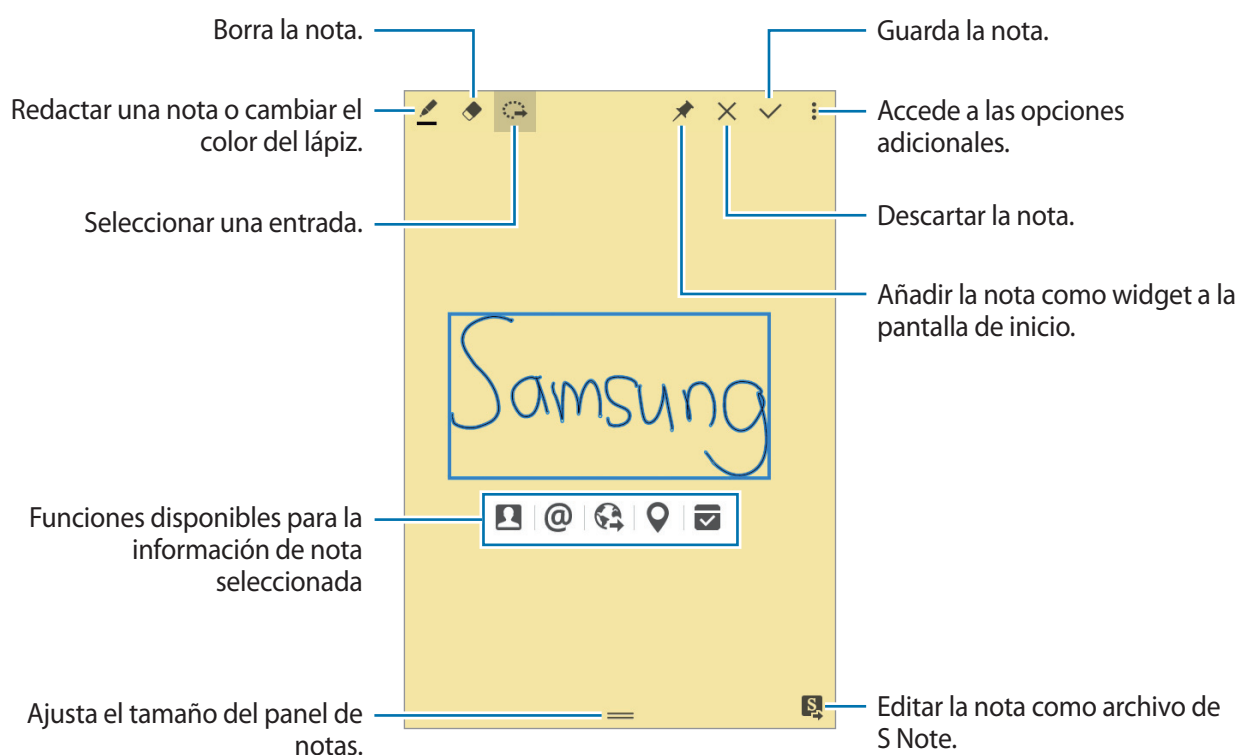 Borra la nota.
Guarda la nota.
Redactar una nota o cambiar el
color del lápiz.
Accede a las opciones
adicionales.
Seleccionar una entrada.
Descartar la nota.
Añadir la nota como widget a la
pantalla de inicio.
Samsung
Funciones disponibles para la
información de nota
seleccionada
@
Ajusta el tamaño del panel de
notas.
S
Editar la nota como archivo de
S Note.